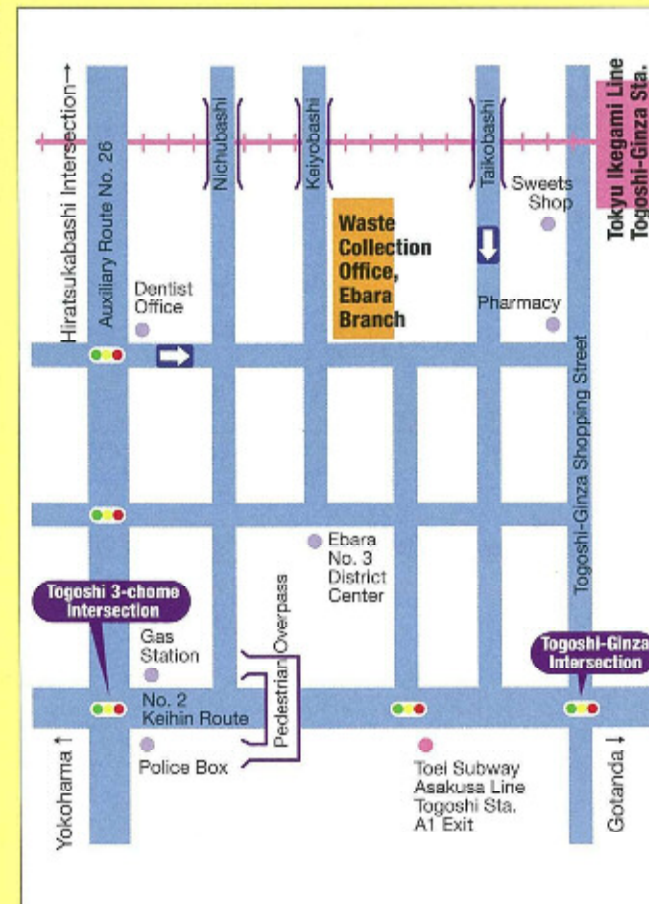 Hiratsukabashi Intersection→
Auxiliary Route No. 26
Nichubashi
Keiyobashi
Taikobashi
Tokyu Ikegami Line
Togoshi-Ginza Sta.
Sweets
Shop
Waste
Collection
Office,
Ebara
Branch
Dentist
Office
Pharmacy
Togoshi-Ginza Shopping Street
Ebara
No. 3
District
Center
Togoshi 3-chome
Intersection
Gas
Station
Pedestrian Overpass
Togoshi-Ginza
Intersection
No. 2
Keihin Route
Yokohama ↑
Police Box
Toei Subway
Asakusa Line
Togoshi Sta.
A1 Exit
Gotanda ↓